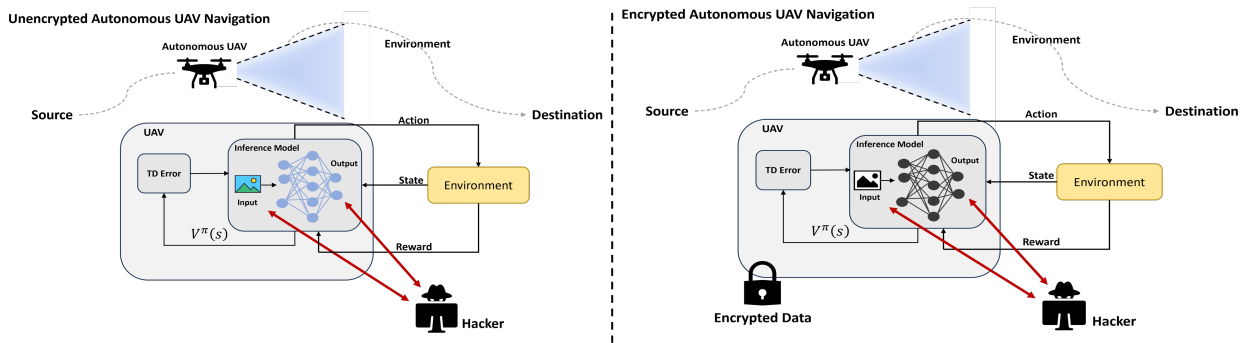 Unencrypted Autonomous UAV Navigation
Autonomous UAV
Environment
Source
Destination
UAV
Action
Inference Model
Output
TD Error
State
Environment
Input
V^π(s)
Reward
Hacker
Encrypted Autonomous UAV Navigation
Autonomous UAV
Environment
Source
Destination
UAV
Action
Inference Model
Output
TD Error
State
Environment
Input
V^π(s)
Reward
Encrypted Data
Hacker